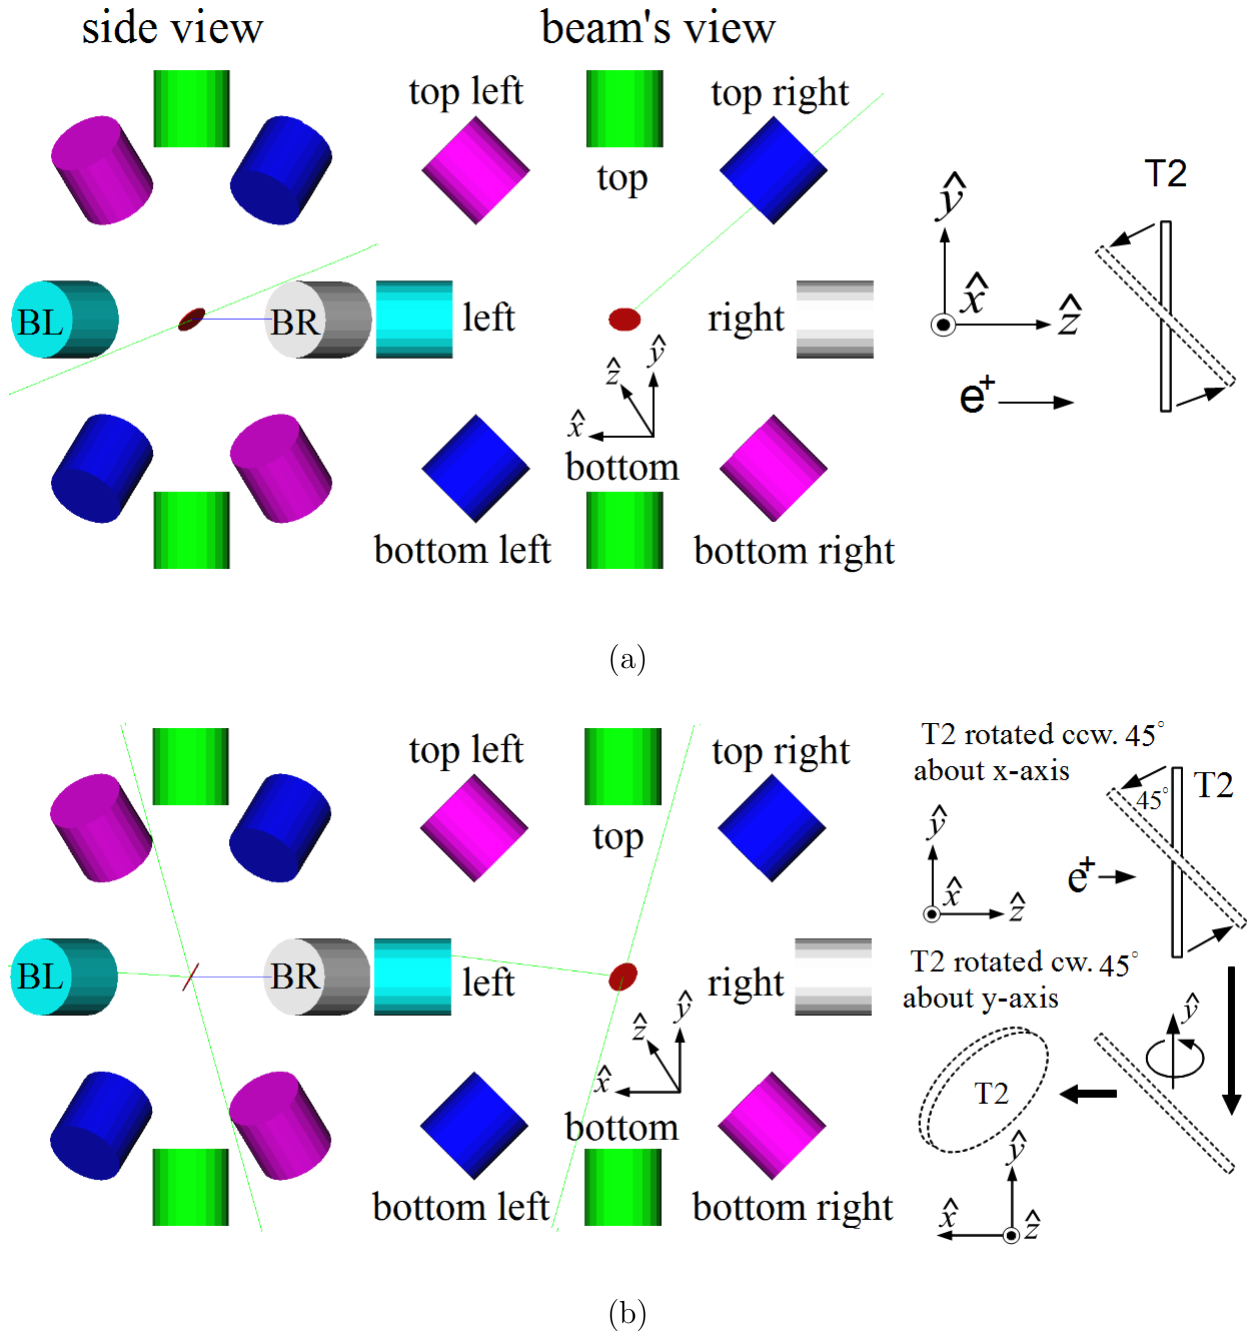 side view
beam's view
top left
top
top right
BL
BR
left
right
ẑ
ŷ
x̂
bottom
bottom left
bottom right
T2
ŷ
x̂
ẑ
e+
(a)
top left
top
top right
BL
BR
left
right
ẑ
ŷ
x̂
bottom
bottom left
bottom right
T2 rotated ccw. 45°
about x-axis
45°
T2
ŷ
e+
x̂
ẑ
T2 rotated cw. 45°
about y-axis
ŷ
T2
ŷ
x̂
ẑ
(b)